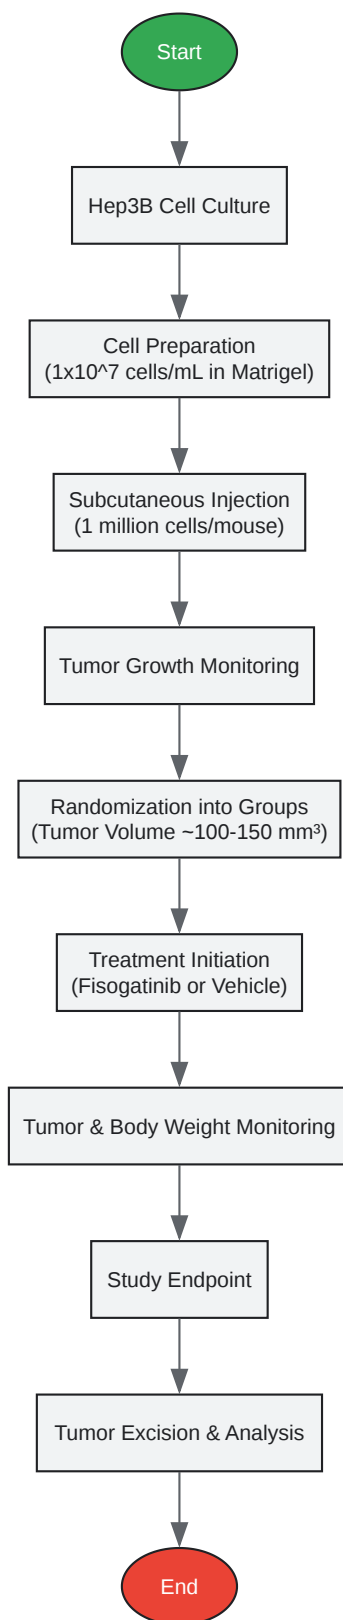 Start
Hep3B Cell Culture
Cell Preparation
(1x10^7 cells/mL in Matrigel)
Subcutaneous Injection
(1 million cells/mouse)
Tumor Growth Monitoring
Randomization into Groups
(Tumor Volume ~100-150 mm³)
Treatment Initiation
(Fisogatinib or Vehicle)
Tumor & Body Weight Monitoring
Study Endpoint
Tumor Excision & Analysis
End